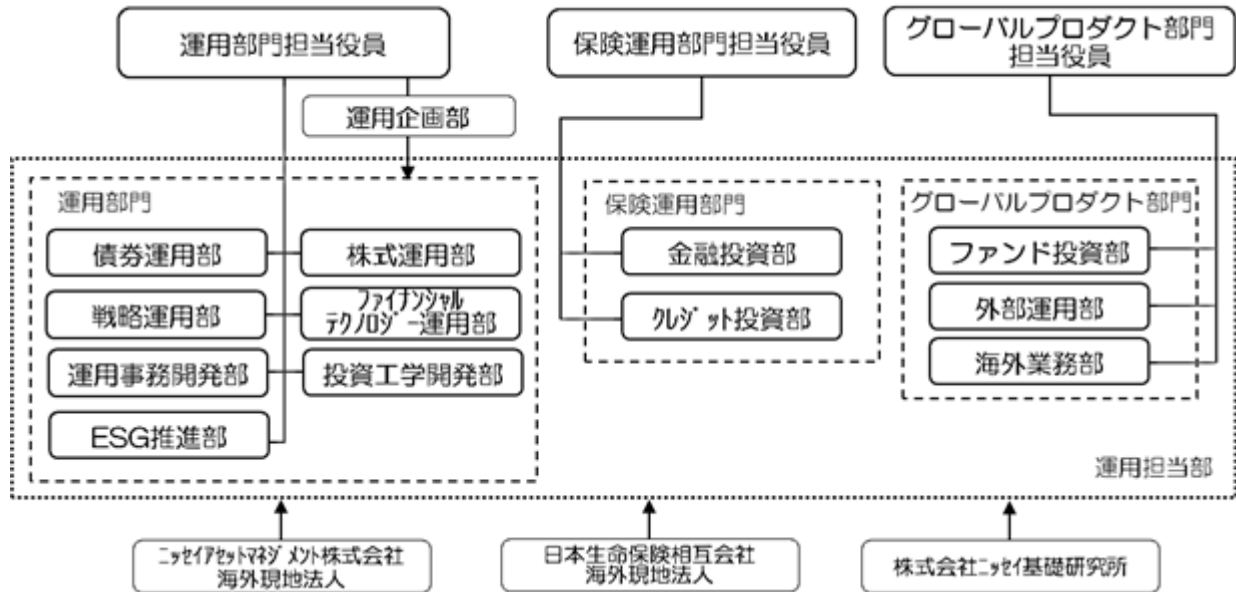 運用部門担当役員
保険運用部門担当役員
グローバルプロダクト部門
担当役員
運用企画部
運用部門
債券運用部
株式運用部
戦略運用部
ファイナンシャル
テクノロジー運用部
運用事務開発部
投資工学開発部
ESG推進部
保険運用部門
金融投資部
クレジット投資部
グローバルプロダクト部門
ファンド投資部
外部運用部
海外業務部
運用担当部
ニッセイアセットマネジメント株式会社
海外現地法人
日本生命保険相互会社
海外現地法人
株式会社ニッセイ基礎研究所